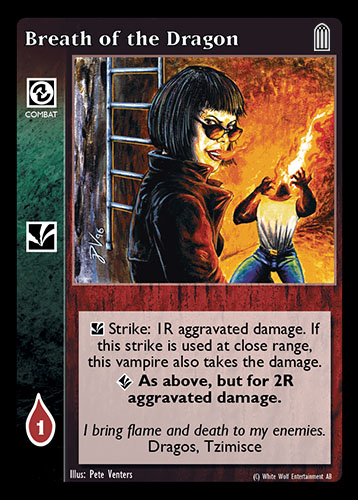 Breath of the Dragon
COMBAT
PV 96
Strike: 1R aggravated damage. If
this strike is used at close range,
this vampire also takes the damage.
As above, but for 2R
aggravated damage.
I bring flame and death to my enemies.
Dragos, Tzimisce
1
Illus: Pete Venters
(C) White Wolf Entertainment AB